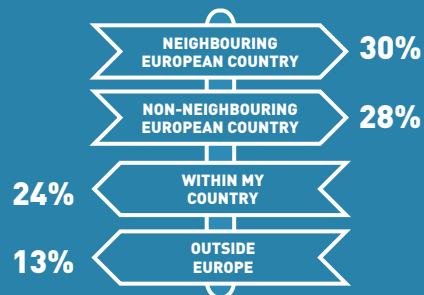 NEIGHBOURING
EUROPEAN COUNTRY
30%
NON-NEIGHBOURING
EUROPEAN COUNTRY
28%
24%
WITHIN MY
COUNTRY
13%
OUTSIDE
EUROPE